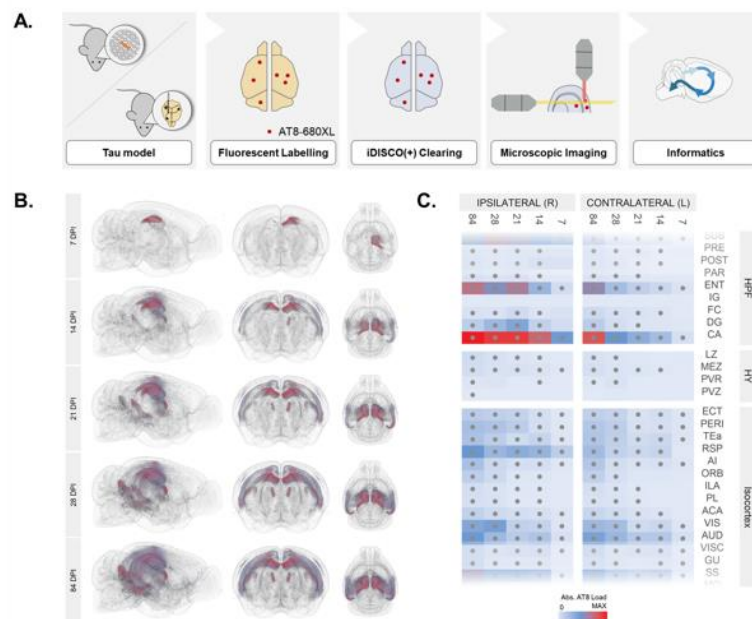 A.
AT8-680XL
Tau model
Fluorescent Labelling
iDISCO(+) Clearing
Microscopic Imaging
Informatics
B.
7 DPI
14 DPI
21 DPI
28 DPI
84 DPI
C.
IPSILATERAL (R) CONTRALATERAL (L)
84 28 21 14 7 84 28 21 14 7
SUB
PRE
POST
PAR
ENT
IG
FC
DG
CA
HPF
LZ
MEZ
PVR
PVZ
HY
ECT
PERI
TEa
RSP
AI
ORB
ILA
PL
ACA
VIS
AUD
VISC
GU
SS
Isocortex
Abs. AT8 Load
0 MAX